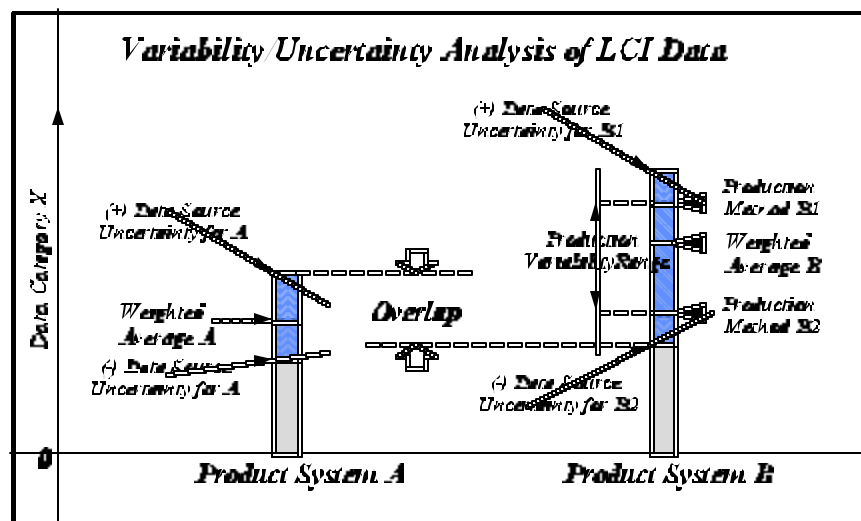 Variability/Uncertainty Analysis of LCI Data
Data Category X
0
(+) Data Source
Uncertainty for A
Weighted
Average A
(-) Data Source
Uncertainty for A
Overlap
(+) Data Source
Uncertainty for B1
Production
Variability Range
Production
Method B1
Weighted
Average B
Production
Method B2
(-) Data Source
Uncertainty for B2
Product System A
Product System B